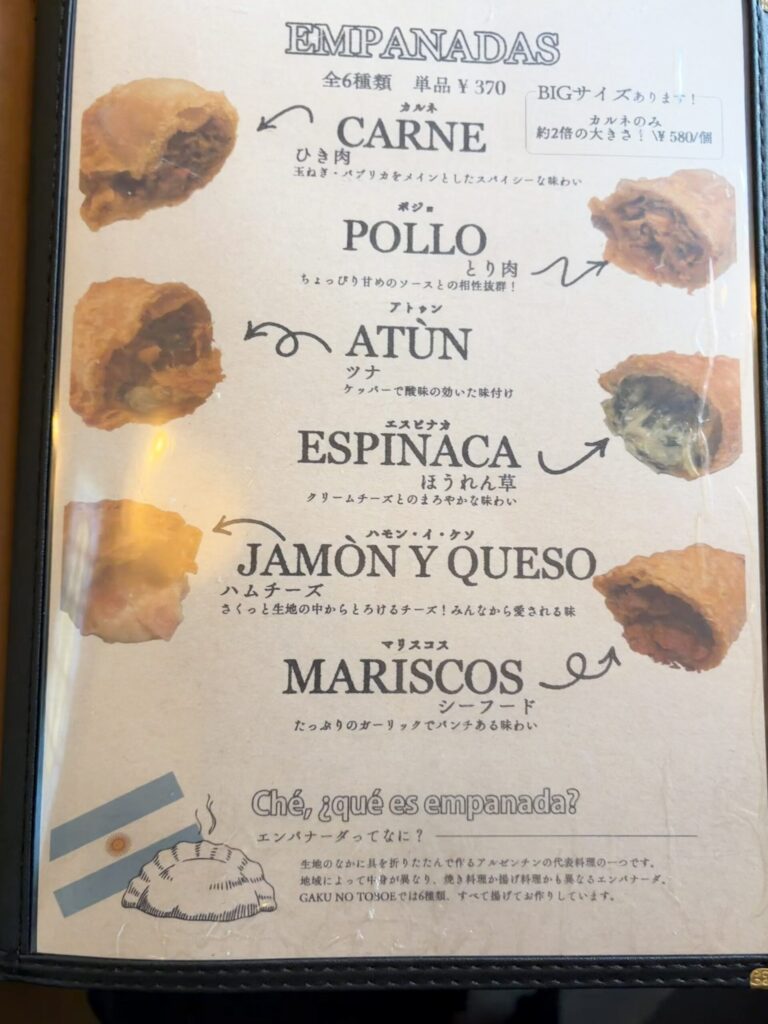 EMPANADAS
全6種類 単品 ¥ 370
BIGサイズあります！
カルネのみ
約2倍の大きさ！ \¥ 580/個
カルネ
CARNE
ひき肉
玉ねぎ・パプリカをメインとしたスパイシーな味わい
ポジョ
POLLO
とり肉
ちょっぴり甘めのソースとの相性抜群！
アトゥン
ATÙN
ツナ
ケッパーで酸味の効いた味付け
エスピナカ
ESPINACA
ほうれん草
クリームチーズとのまろやかな味わい
ハモン・イ・ケソ
JAMÒN Y QUESO
ハムチーズ
さくっと生地の中からとろけるチーズ！みんなから愛される味
マリスコス
MARISCOS
シーフード
たっぷりのガーリックでパンチある味わい
Ché, ¿qué es empanada?
エンパナーダってなに？
生地のなかに具を折りたたんで作るアルゼンチンの代表料理の一つです。
地域によって中身が異なり、焼き料理か揚げ料理かも異なるエンパナーダ。
GAKU NO TOBOEでは6種類、すべて揚げてお作りしています。